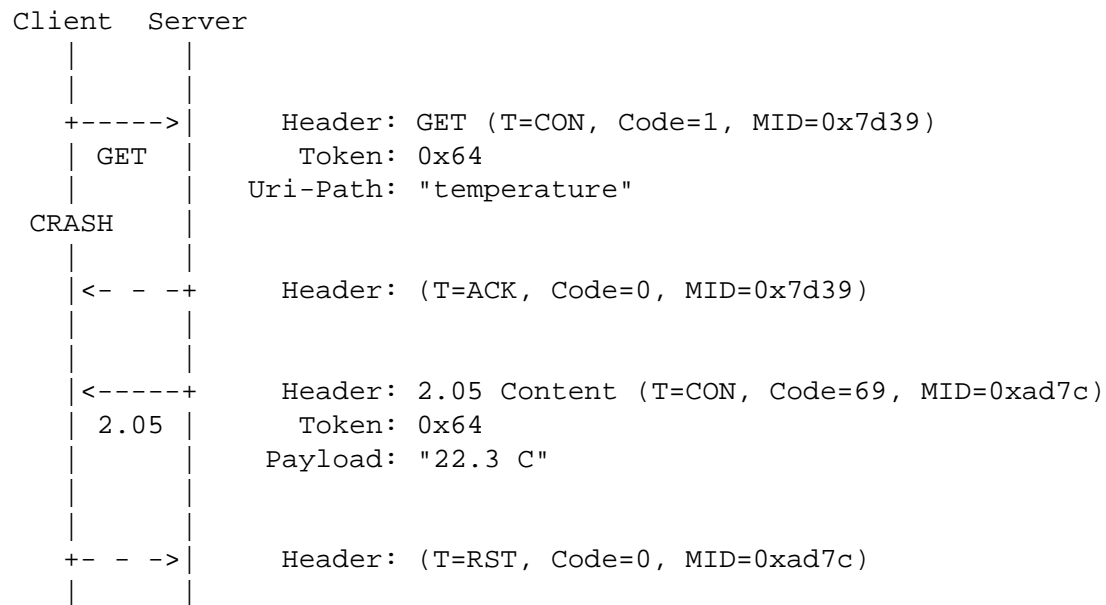 Client  Server
   |      |
   |      |
   +----->|     Header: GET (T=CON, Code=1, MID=0x7d39)
   | GET  |      Token: 0x64
   |      |   Uri-Path: "temperature"
 CRASH    |
   |      |
   |<- - -+     Header: (T=ACK, Code=0, MID=0x7d39)
   |      |
   |      |
   |<-----+     Header: 2.05 Content (T=CON, Code=69, MID=0xad7c)
   | 2.05 |      Token: 0x64
   |      |    Payload: "22.3 C"
   |      |
   |      |
   +- - ->|     Header: (T=RST, Code=0, MID=0xad7c)
   |      |